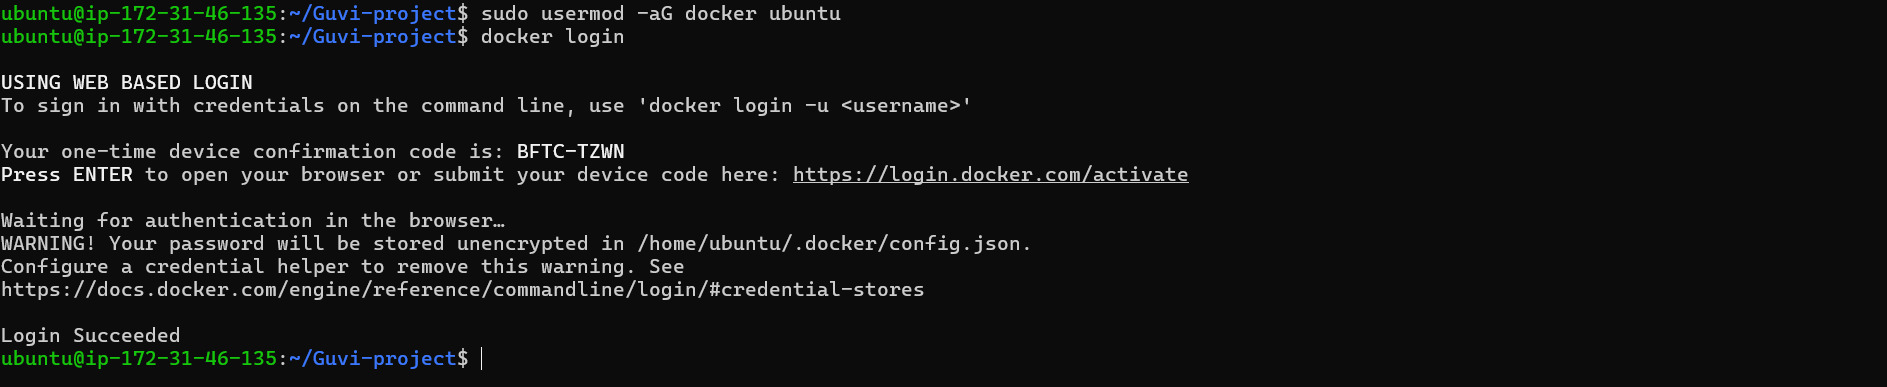 ubuntu@ip-172-31-46-135:~/Guvi-project$ sudo usermod -aG docker ubuntu
ubuntu@ip-172-31-46-135:~/Guvi-project$ docker login
USING WEB BASED LOGIN
To sign in with credentials on the command line, use 'docker login -u <username>'
Your one-time device confirmation code is: BFTC-TZWN
Press ENTER to open your browser or submit your device code here: https://login.docker.com/activate
Waiting for authentication in the browser…
WARNING! Your password will be stored unencrypted in /home/ubuntu/.docker/config.json.
Configure a credential helper to remove this warning. See
https://docs.docker.com/engine/reference/commandline/login/#credential-stores
Login Succeeded
ubuntu@ip-172-31-46-135:~/Guvi-project$